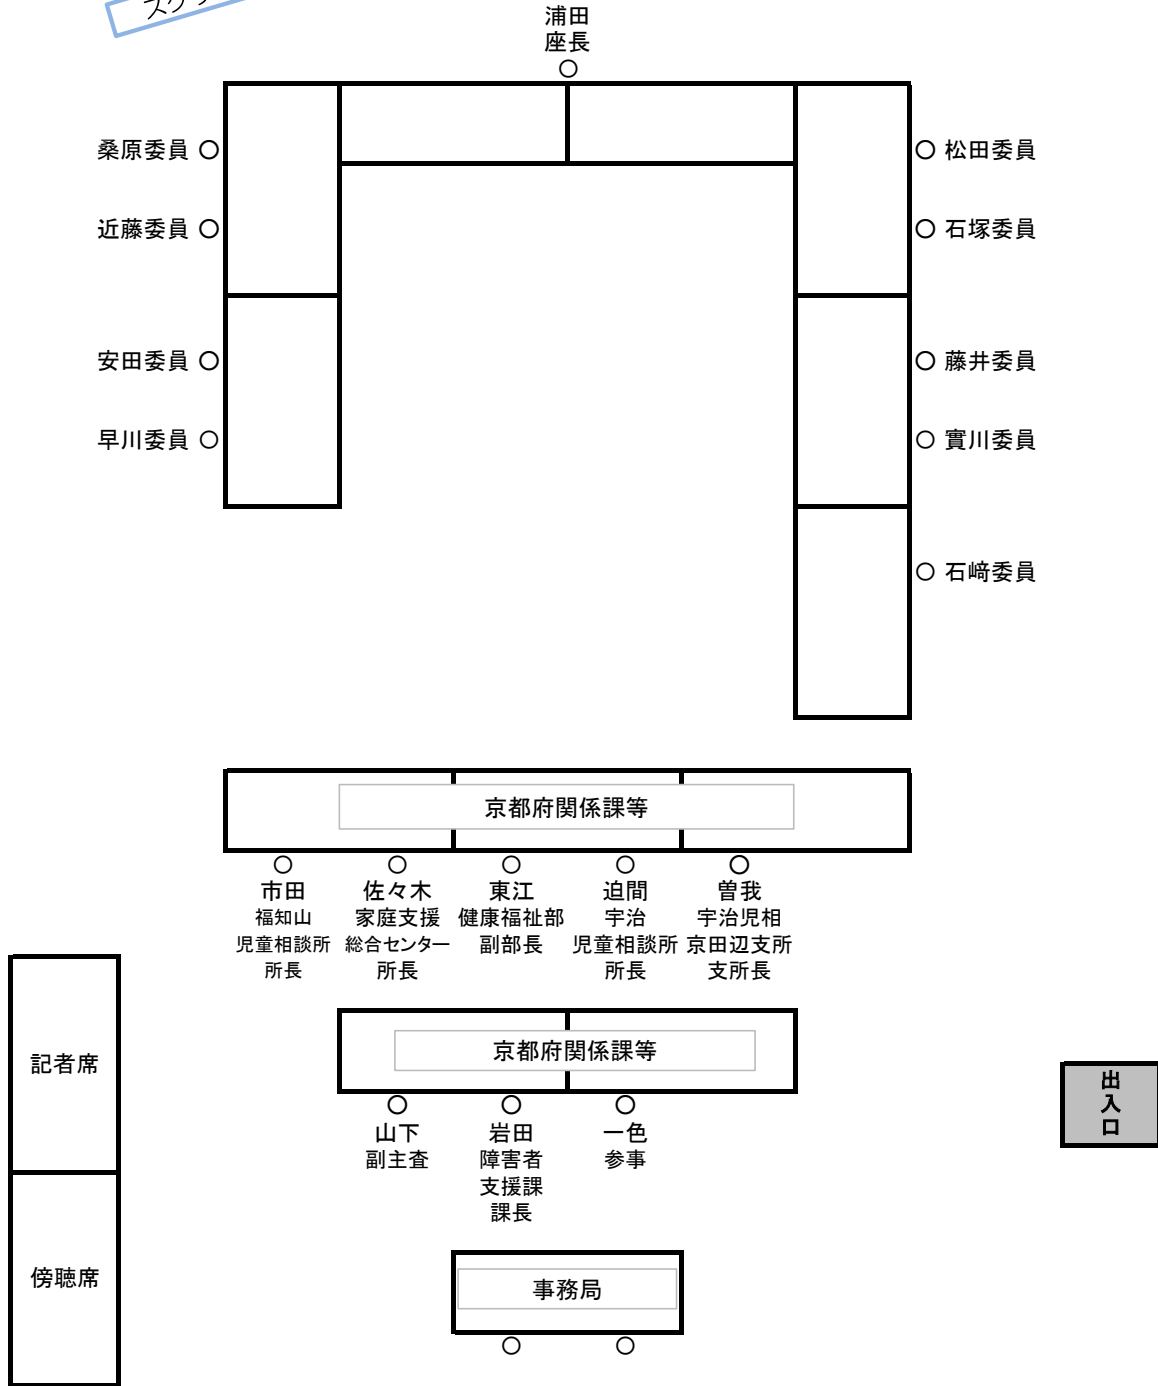 浦田
座長
桑原委員
松田委員
近藤委員
石塚委員
安田委員
藤井委員
早川委員
實川委員
石﨑委員
京都府関係課等
市田
福知山
児童相談所
所長
佐々木
家庭支援
総合センター
所長
東江
健康福祉部
副部長
迫間
宇治
児童相談所
所長
曽我
宇治児相
京田辺支所
支所長
記者席
京都府関係課等
出入口
山下
副主査
岩田
障害者
支援課
課長
一色
参事
傍聴席
事務局